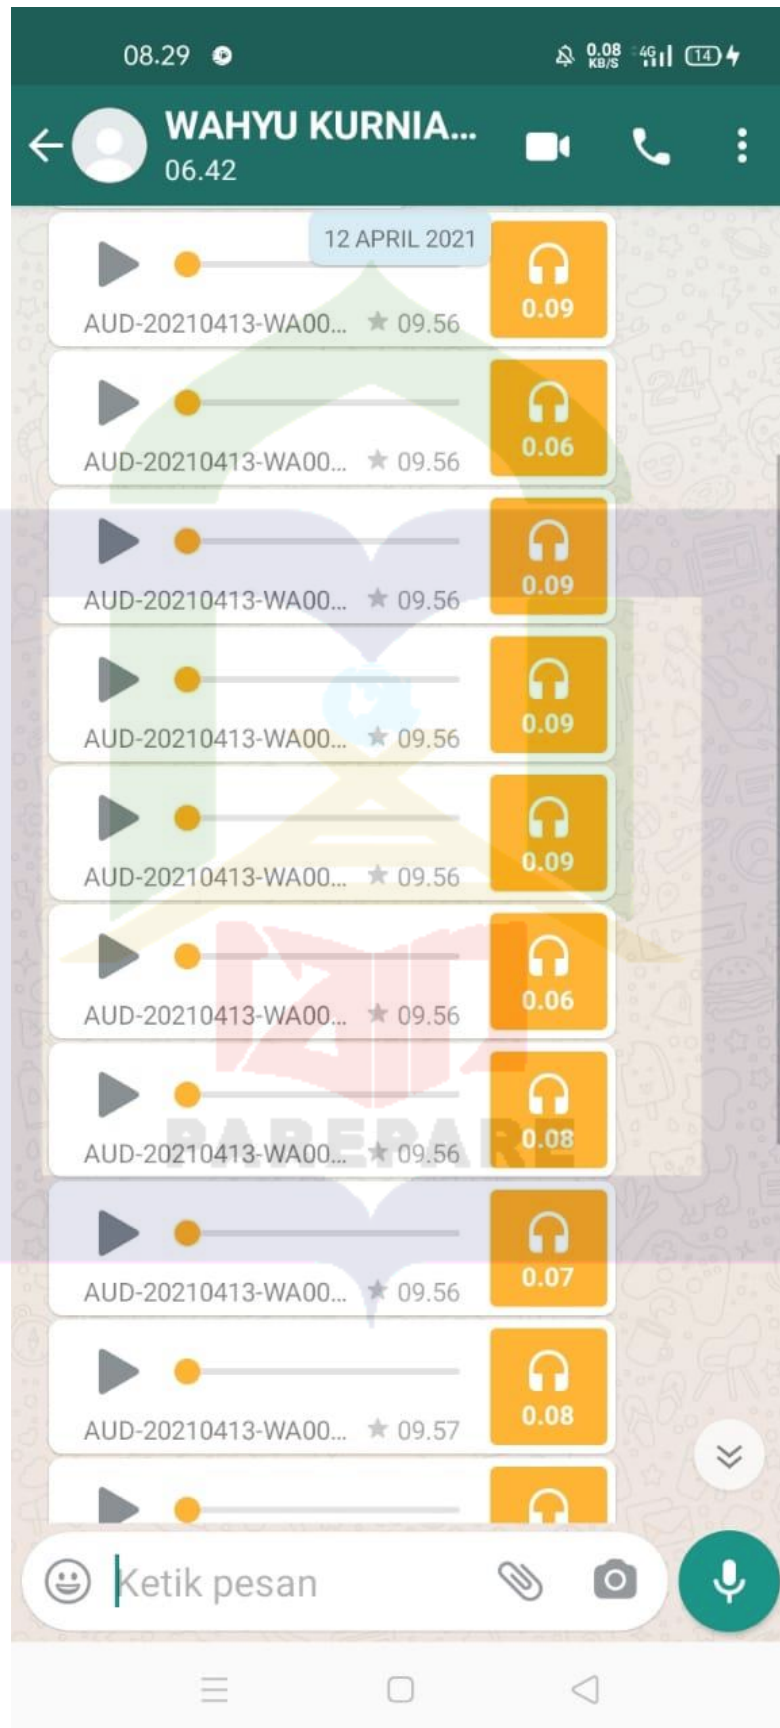 08.29
0.08 KB/S 4G 14
WAHYU KURNIA...
06.42
12 APRIL 2021
AUD-20210413-WA00... 09.56
0.09
AUD-20210413-WA00... 09.56
0.06
AUD-20210413-WA00... 09.56
0.09
AUD-20210413-WA00... 09.56
0.09
AUD-20210413-WA00... 09.56
0.09
AUD-20210413-WA00... 09.56
0.06
AUD-20210413-WA00... 09.56
0.08
PAREPARE
AUD-20210413-WA00... 09.56
0.07
AUD-20210413-WA00... 09.57
0.08
Ketik pesan